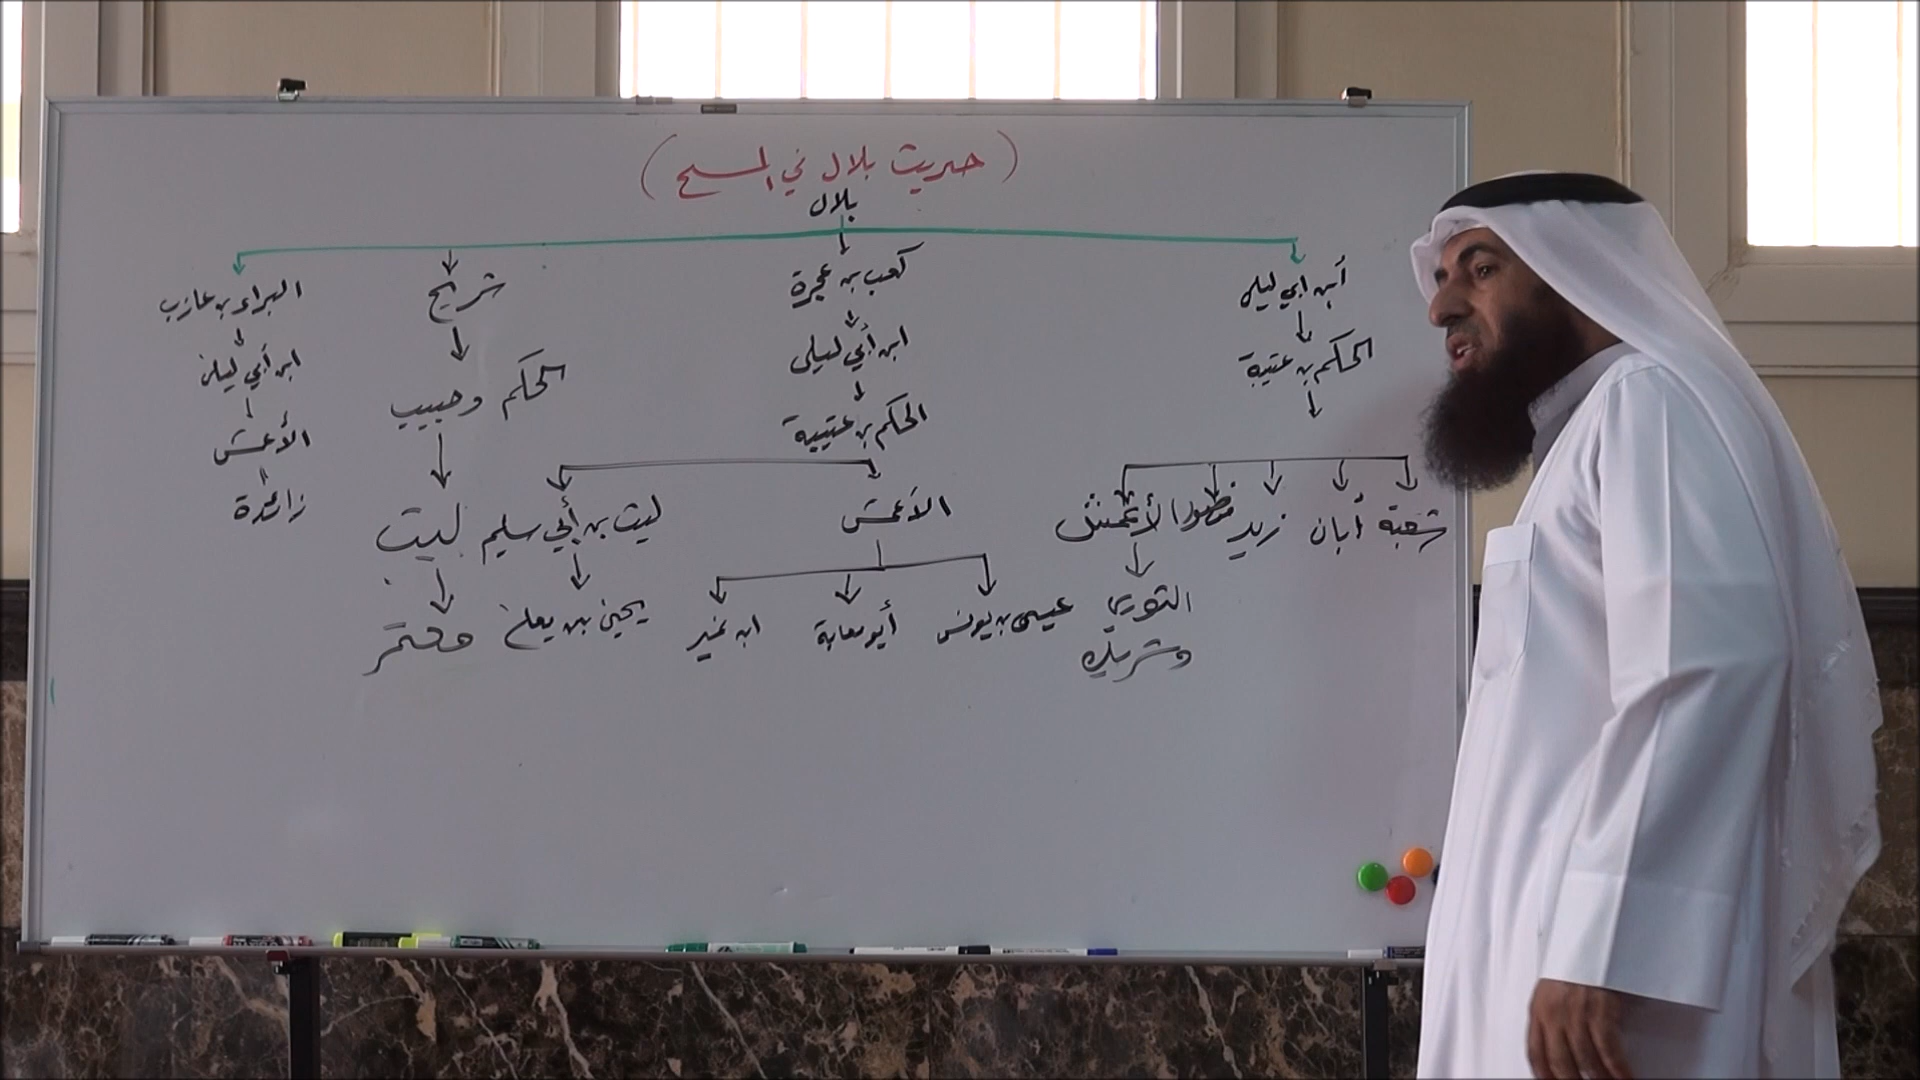 (حديث بلال في المسح)
بلال
ابن أبي ليلى
الحكم بن عتيبة
شعبة
أبان
زيد
منصور
الأعمش
الثوري
وشريك
كعب بن عجرة
ابن أبي ليلى
الحكم بن عتيبة
الأعمش
عيسى بن يونس
أبو معاوية
ابن نمير
ليث بن أبي سليم
يحيى بن يعلى
شريح
الحكم وحبيب
ليث
معتمر
البراء بن عازب
ابن أبي ليلى
الأعمش
زائدة